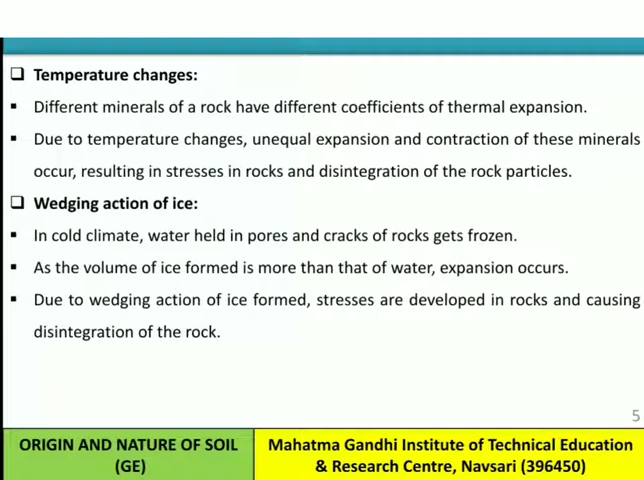 ❑ Temperature changes:
▪ Different minerals of a rock have different coefficients of thermal expansion.
▪ Due to temperature changes, unequal expansion and contraction of these minerals
occur, resulting in stresses in rocks and disintegration of the rock particles.
❑ Wedging action of ice:
▪ In cold climate, water held in pores and cracks of rocks gets frozen.
▪ As the volume of ice formed is more than that of water, expansion occurs.
▪ Due to wedging action of ice formed, stresses are developed in rocks and causing
disintegration of the rock.
5
ORIGIN AND NATURE OF SOIL
(GE)
Mahatma Gandhi Institute of Technical Education
& Research Centre, Navsari (396450)